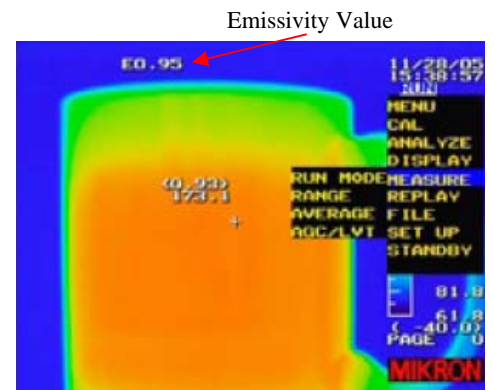 Emissivity Value
E0.95
11/28/05
15:38:57
RUN
MENU
CAL
ANALYZE
DISPLAY
RUN MODE MEASURE
RANGE REPLAY
AVERAGE FILE
AGC/LVT SET UP
STANDBY
(0.93)
173.1
81.8
61.8
( -40.0)
PAGE 0
MIKRON